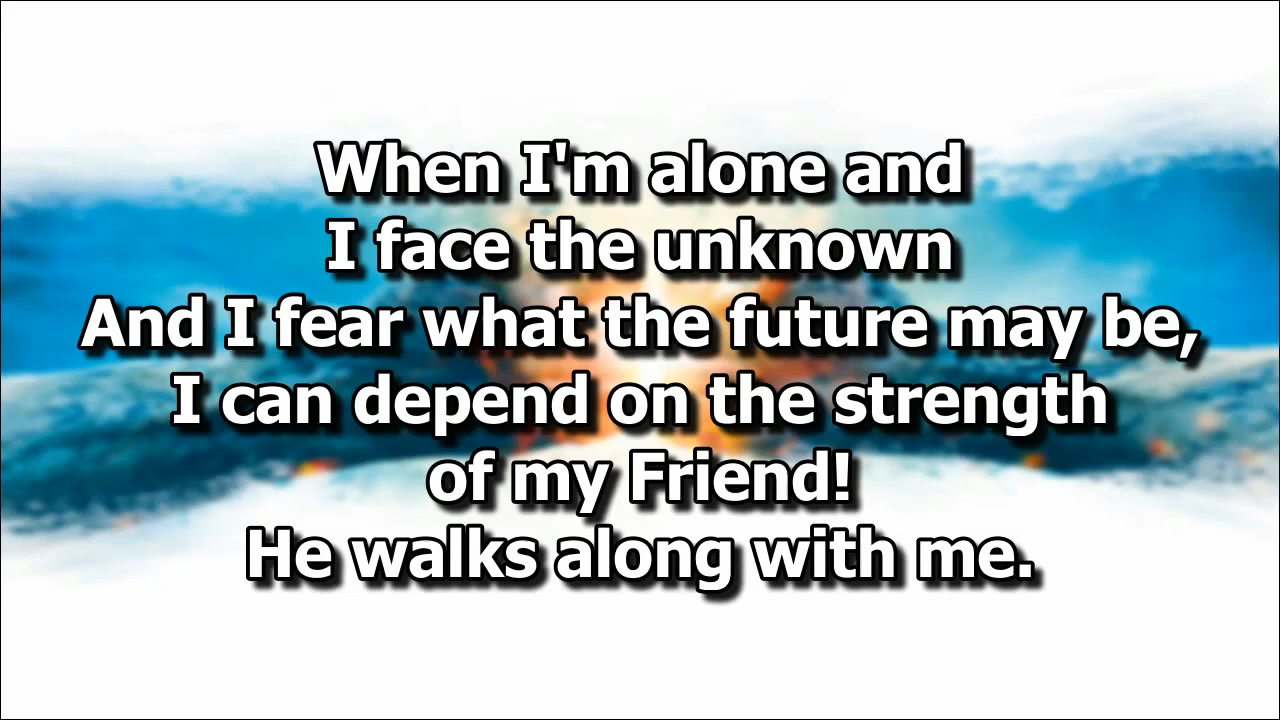 When I'm alone and
I face the unknown
And I fear what the future may be,
I can depend on the strength
of my Friend!
He walks along with me.